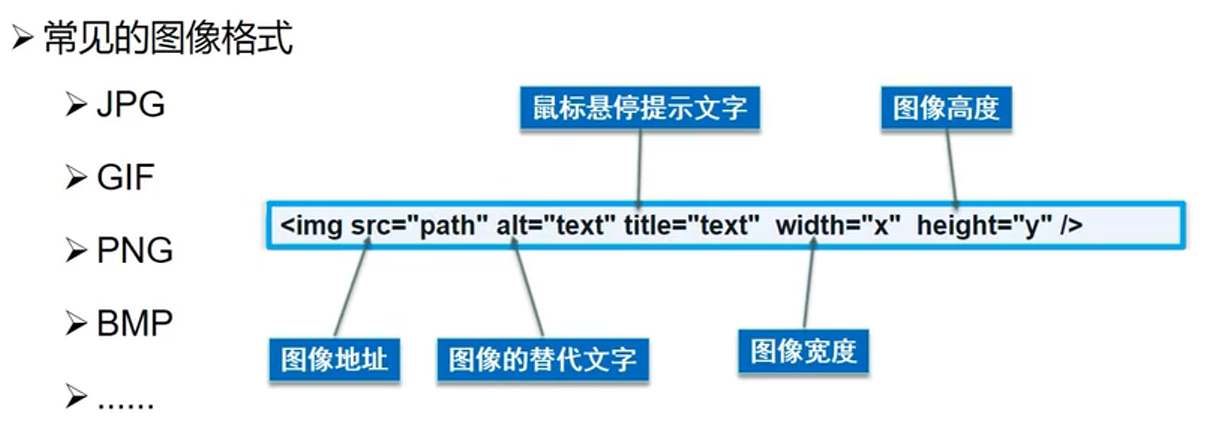 ➢ 常见的图像格式
➢ JPG
➢ GIF
➢ PNG
➢ BMP
➢ ......
鼠标悬停提示文字
图像高度
<img src="path" alt="text" title="text"  width="x"  height="y" />
图像地址
图像的替代文字
图像宽度